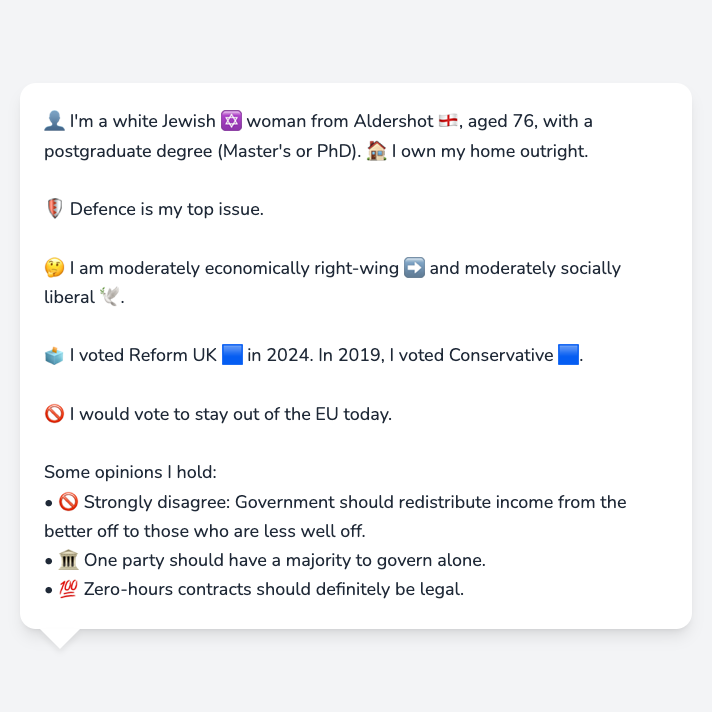 👤 I'm a white Jewish ✡️ woman from Aldershot 🏴󠁧󠁢󠁥󠁮󠁧󠁿, aged 76, with a
postgraduate degree (Master's or PhD). 🏠 I own my home outright.
🛡️ Defence is my top issue.
🤔 I am moderately economically right-wing ➡️ and moderately socially
liberal 🕊️.
🗳️ I voted Reform UK 🟦 in 2024. In 2019, I voted Conservative 🟦.
🚫 I would vote to stay out of the EU today.
Some opinions I hold:
• 🚫 Strongly disagree: Government should redistribute income from the
better off to those who are less well off.
• 🏛️ One party should have a majority to govern alone.
• 💯 Zero-hours contracts should definitely be legal.